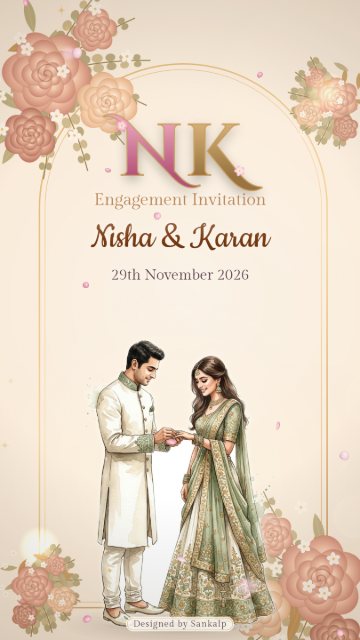 NK
Engagement Invitation
Nisha & Karan
29th November 2026
Designed by Sankalp